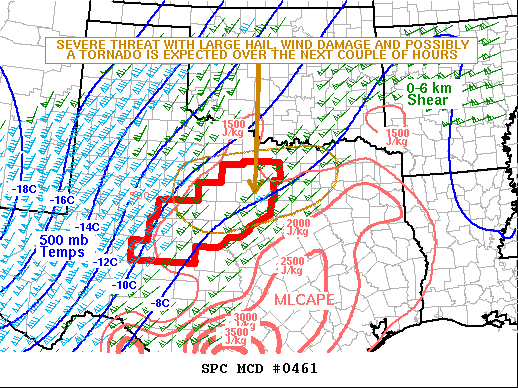 SEVERE THREAT WITH LARGE HAIL, WIND DAMAGE AND POSSIBLY
A TORNADO IS EXPECTED OVER THE NEXT COUPLE OF HOURS
0-6 km
Shear
1500
J/kg
1500
J/kg
-18C
-16C
-14C
500 mb
Temps
-12C
-10C
-8C
2000
J/kg
2500
J/kg
MLCAPE
3000
J/kg
3500
J/kg
SPC MCD #0461